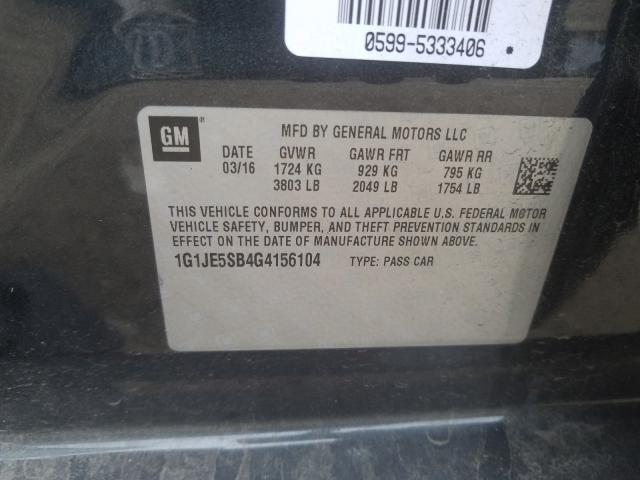 0599-5333406
GM
MFD BY GENERAL MOTORS LLC
DATE GVWR GAWR FRT GAWR RR
03/16 1724 KG 929 KG 795 KG
3803 LB 2049 LB 1754 LB
THIS VEHICLE CONFORMS TO ALL APPLICABLE U.S. FEDERAL MOTOR
VEHICLE SAFETY, BUMPER, AND THEFT PREVENTION STANDARDS
IN EFFECT ON THE DATE OF MANUFACTURE SHOWN ABOVE.
1G1JE5SB4G4156104 TYPE: PASS CAR